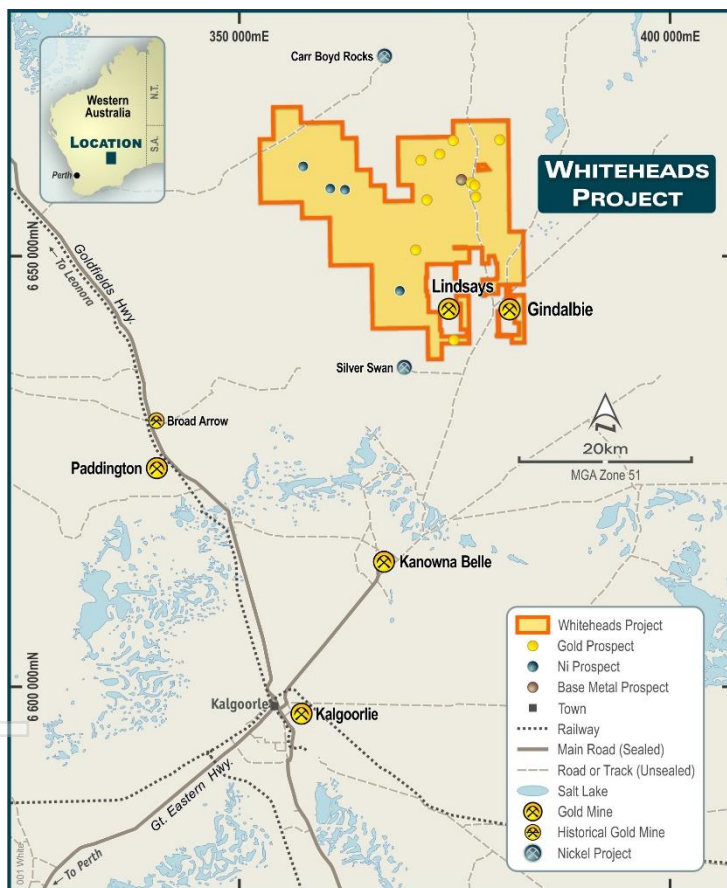 350 000mE
400 000mE
Carr Boyd Rocks
Western
Australia
N.T.
S.A.
LOCATION
Perth
WHITEHEADS
PROJECT
6 650 000mN
To Leonora
Goldfields Hwy.
Lindsays
Gindalbie
Silver Swan
Broad Arrow
Paddington
20km
MGA Zone 51
Kanowna Belle
6 600 000mN
Kalgoorle
Kalgoorlie
Gt. Eastern Hwy.
To Perth
001 White
Whiteheads Project
Gold Prospect
Ni Prospect
Base Metal Prospect
Town
Railway
Main Road (Sealed)
Road or Track (Unsealed)
Salt Lake
Gold Mine
Historical Gold Mine
Nickel Project